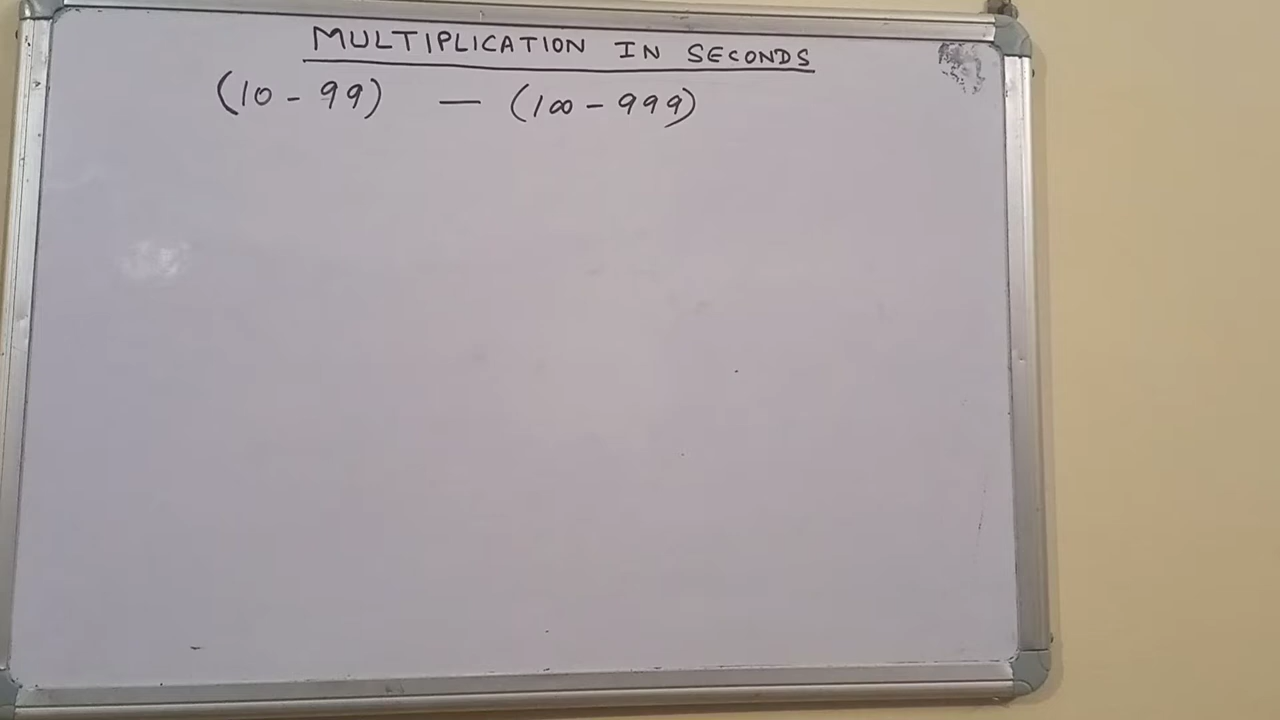 MULTIPLICATION IN SECONDS
(10 - 99) — (100 - 999)